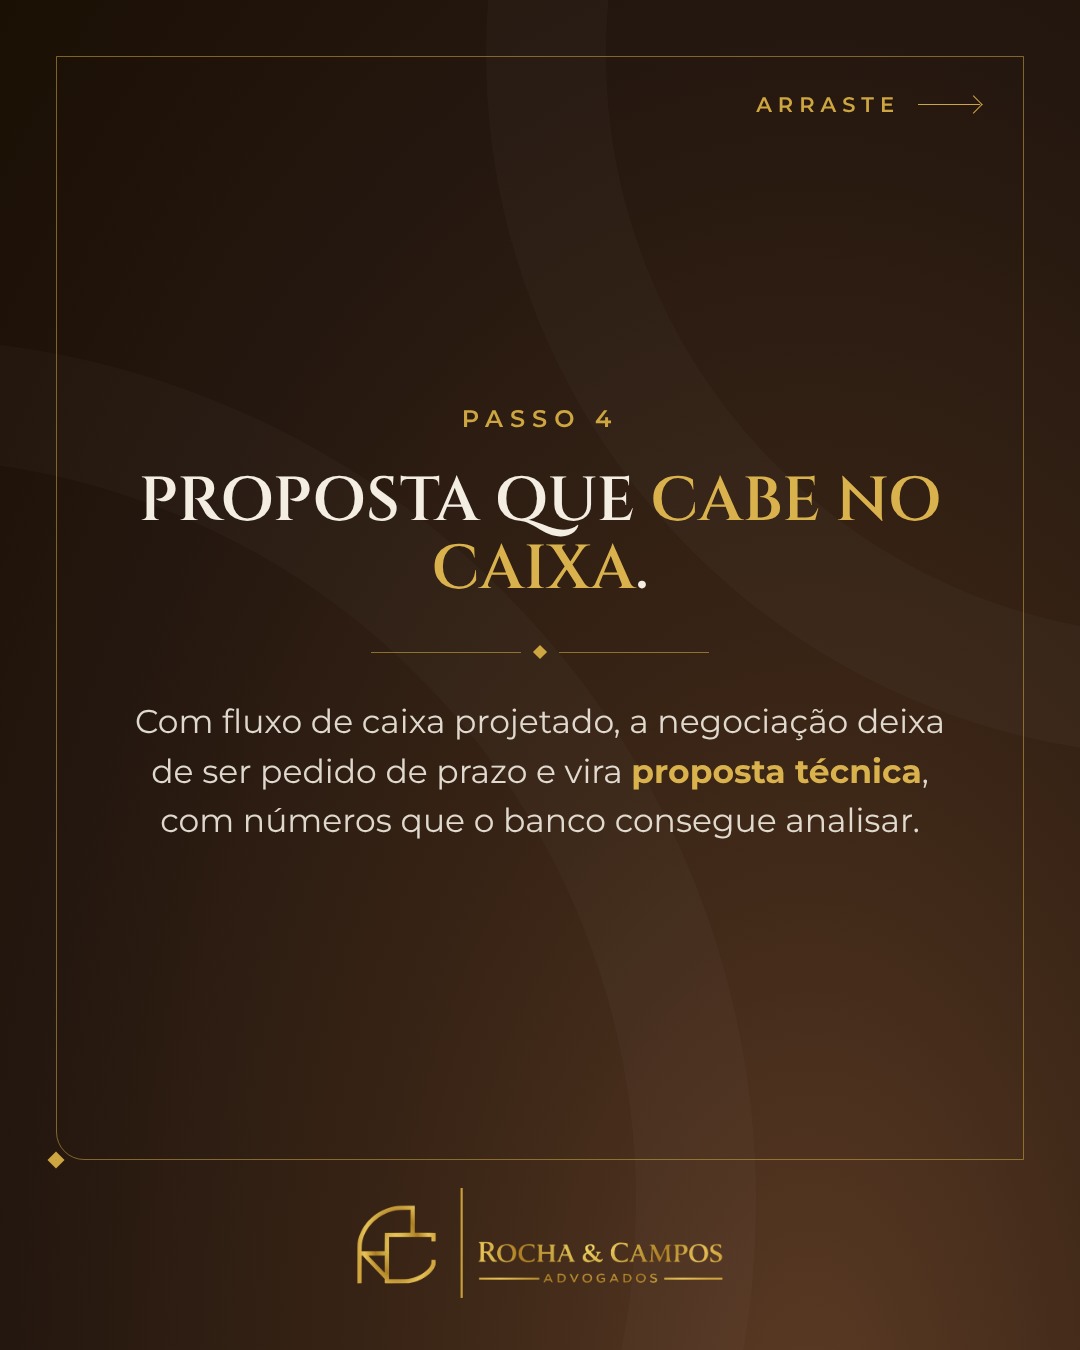 ARRASTE
PASSO 4
PROPOSTA QUE CABE NO
CAIXA.
Com fluxo de caixa projetado, a negociação deixa
de ser pedido de prazo e vira proposta técnica,
com números que o banco consegue analisar.
ROCHA & CAMPOS
ADVOGADOS